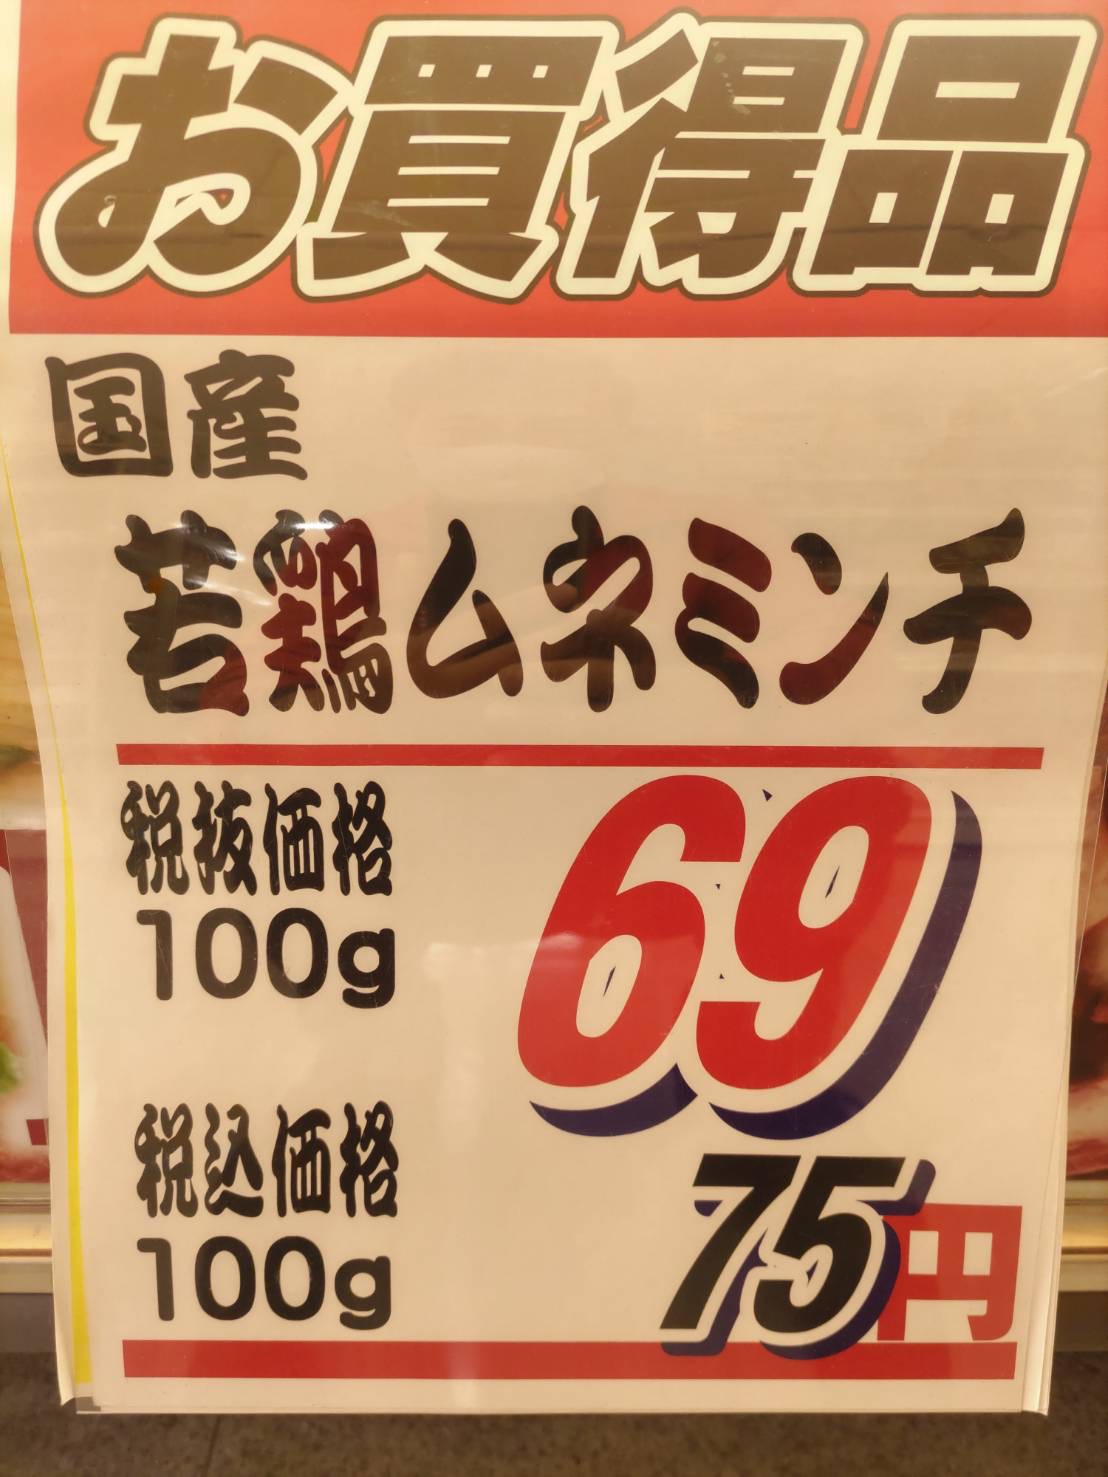 お買得品
国産
若鶏ムネミンチ
税抜価格
100g
69
税込価格
100g
75円